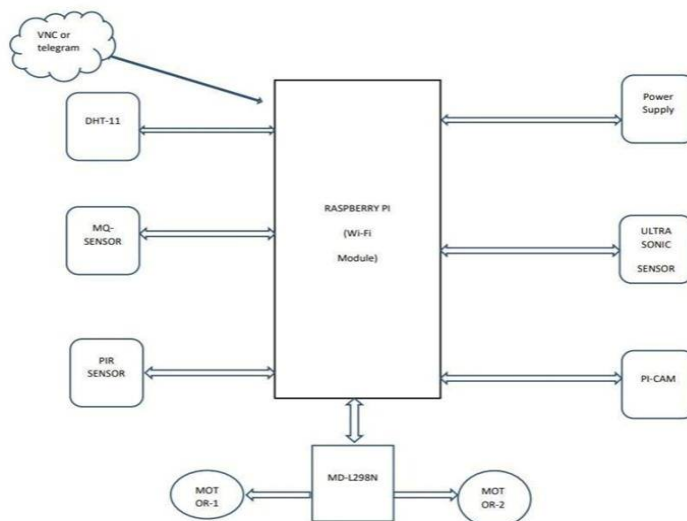 VNC or
telegram
DHT-11
MQ-
SENSOR
PIR
SENSOR
RASPBERRY PI
(Wi-Fi
Module)
Power
Supply
ULTRA
SONIC
SENSOR
PI-CAM
MD-L298N
MOT
OR-1
MOT
OR-2